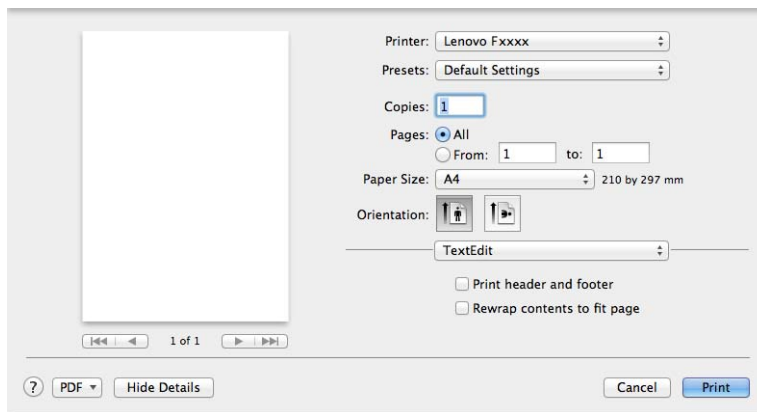 Printer: Lenovo Fxxxx
Presets: Default Settings
Copies: 1
Pages: All
From: 1 to: 1
Paper Size: A4 210 by 297 mm
Orientation:
TextEdit
Print header and footer
Rewrap contents to fit page
1 of 1
? PDF Hide Details Cancel Print